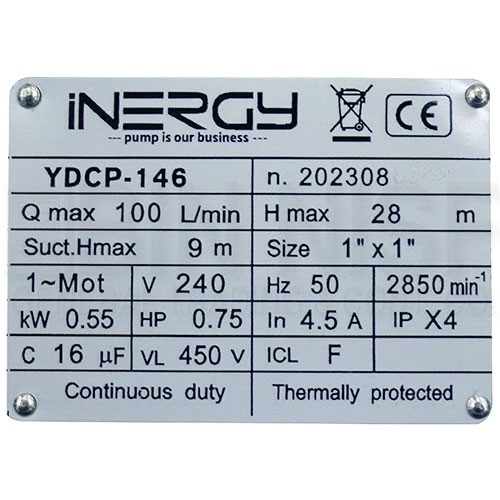 iNERGY
--- pump is our business ---
CE
YDCP-146 n. 202308
Q max 100 L/min H max 28 m
Suct.Hmax 9 m Size 1" x 1"
1~Mot V 240 Hz 50 2850 min⁻¹
kW 0.55 HP 0.75 In 4.5 A IP X4
C 16 µF VL 450 V ICL F
Continuous duty Thermally protected